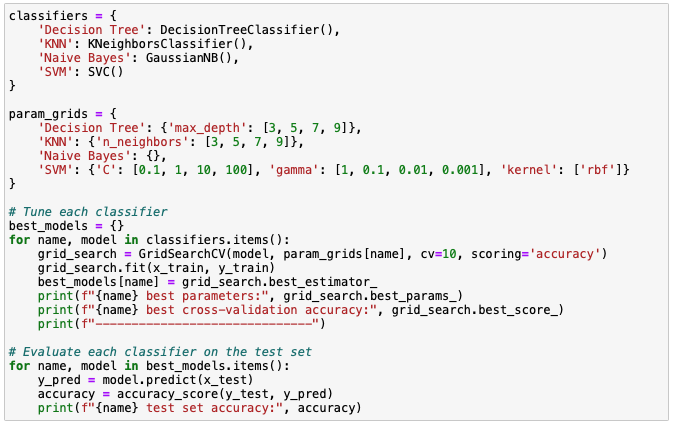 classifiers = {
    'Decision Tree': DecisionTreeClassifier(),
    'KNN': KNeighborsClassifier(),
    'Naive Bayes': GaussianNB(),
    'SVM': SVC()
}

param_grids = {
    'Decision Tree': {'max_depth': [3, 5, 7, 9]},
    'KNN': {'n_neighbors': [3, 5, 7, 9]},
    'Naive Bayes': {},
    'SVM': {'C': [0.1, 1, 10, 100], 'gamma': [1, 0.1, 0.01, 0.001], 'kernel': ['rbf']}
}

# Tune each classifier
best_models = {}
for name, model in classifiers.items():
    grid_search = GridSearchCV(model, param_grids[name], cv=10, scoring='accuracy')
    grid_search.fit(x_train, y_train)
    best_models[name] = grid_search.best_estimator_
    print(f"{name} best parameters:", grid_search.best_params_)
    print(f"{name} best cross-validation accuracy:", grid_search.best_score_)
    print(f"------------------------------")

# Evaluate each classifier on the test set
for name, model in best_models.items():
    y_pred = model.predict(x_test)
    accuracy = accuracy_score(y_test, y_pred)
    print(f"{name} test set accuracy:", accuracy)